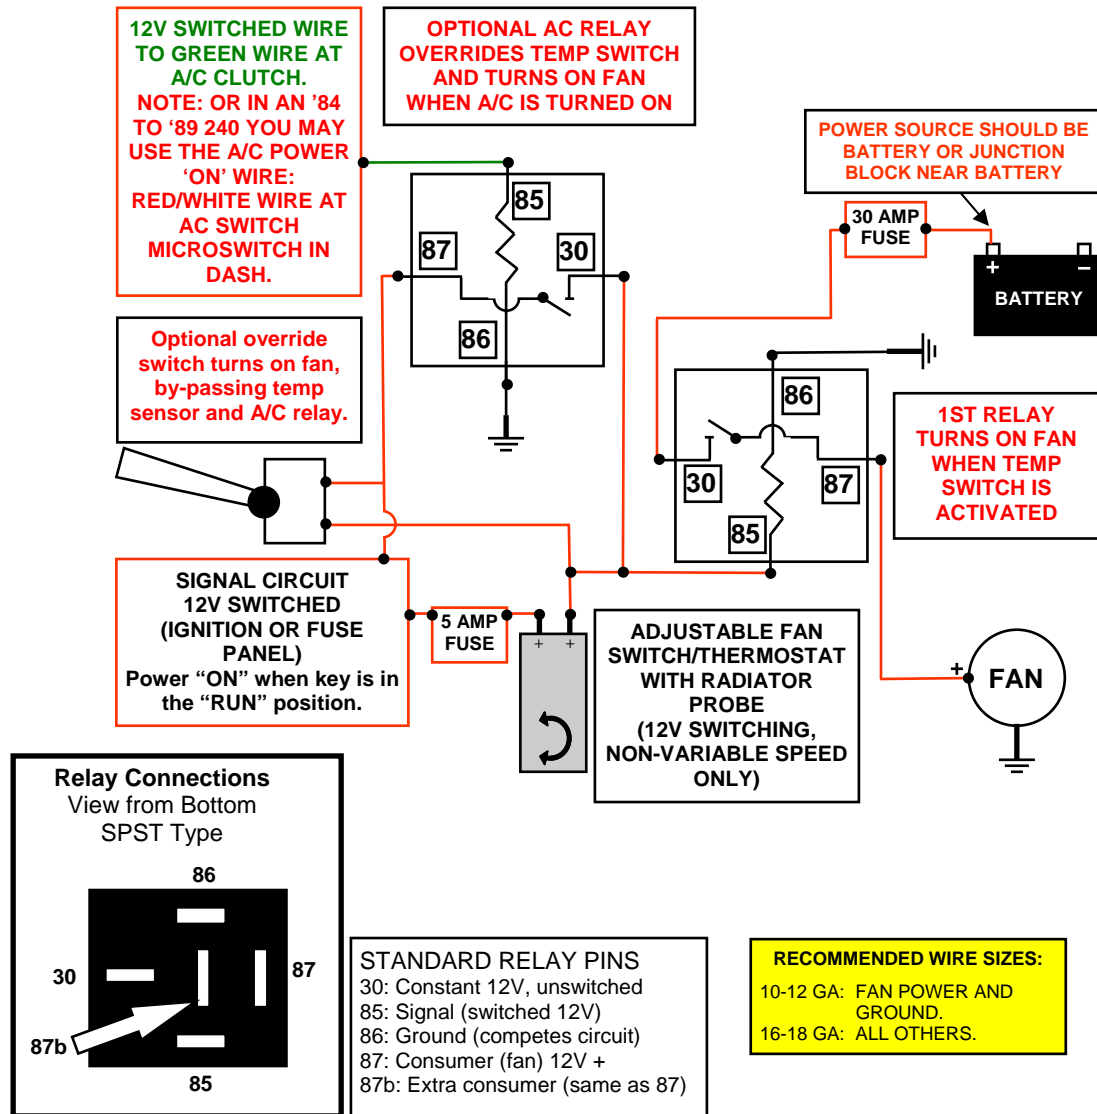 12V SWITCHED WIRE
TO GREEN WIRE AT
A/C CLUTCH.
NOTE: OR IN AN ’84
TO ‘89 240 YOU MAY
USE THE A/C POWER
‘ON’ WIRE:
RED/WHITE WIRE AT
AC SWITCH
MICROSWITCH IN
DASH.
OPTIONAL AC RELAY
OVERRIDES TEMP SWITCH
AND TURNS ON FAN
WHEN A/C IS TURNED ON
POWER SOURCE SHOULD BE
BATTERY OR JUNCTION
BLOCK NEAR BATTERY
85
87
30
86
30 AMP
FUSE
+
–
BATTERY
Optional override
switch turns on fan,
by-passing temp
sensor and A/C relay.
86
30
87
85
1ST RELAY
TURNS ON FAN
WHEN TEMP
SWITCH IS
ACTIVATED
SIGNAL CIRCUIT
12V SWITCHED
(IGNITION OR FUSE
PANEL)
Power “ON” when key is in
the “RUN” position.
5 AMP
FUSE
+ +
ADJUSTABLE FAN
SWITCH/THERMOSTAT
WITH RADIATOR
PROBE
(12V SWITCHING,
NON-VARIABLE SPEED
ONLY)
+
FAN
Relay Connections
View from Bottom
SPST Type
86
30
87
87b
85
STANDARD RELAY PINS
30: Constant 12V, unswitched
85: Signal (switched 12V)
86: Ground (competes circuit)
87: Consumer (fan) 12V +
87b: Extra consumer (same as 87)
RECOMMENDED WIRE SIZES:
10-12 GA: FAN POWER AND
GROUND.
16-18 GA: ALL OTHERS.